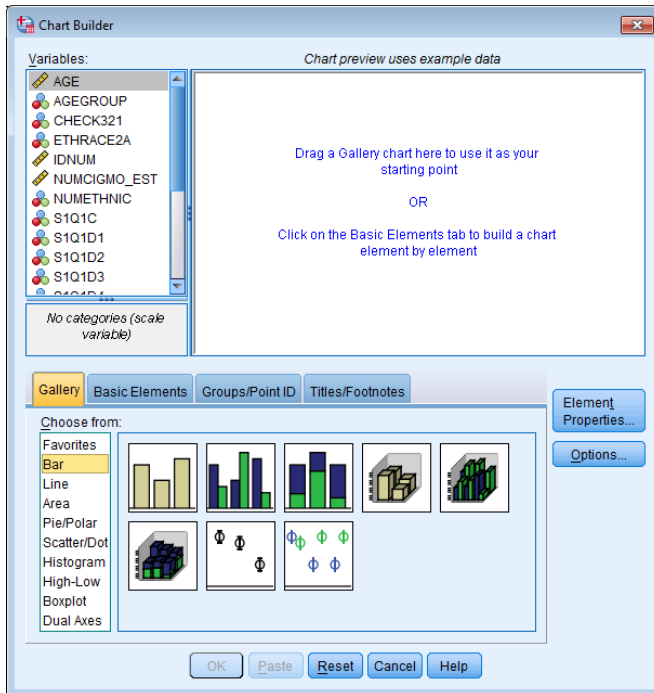 Chart Builder
Variables:
Chart preview uses example data
AGE
AGEGROUP
CHECK321
ETHRACE2A
IDNUM
NUMCIGMO_EST
NUMETHNIC
S1Q1C
S1Q1D1
S1Q1D2
S1Q1D3
S1Q1D4
No categories (scale
variable)
Drag a Gallery chart here to use it as your
starting point
OR
Click on the Basic Elements tab to build a chart
element by element
Gallery
Basic Elements
Groups/Point ID
Titles/Footnotes
Choose from:
Favorites
Bar
Line
Area
Pie/Polar
Scatter/Dot
Histogram
High-Low
Boxplot
Dual Axes
Element
Properties...
Options...
OK
Paste
Reset
Cancel
Help